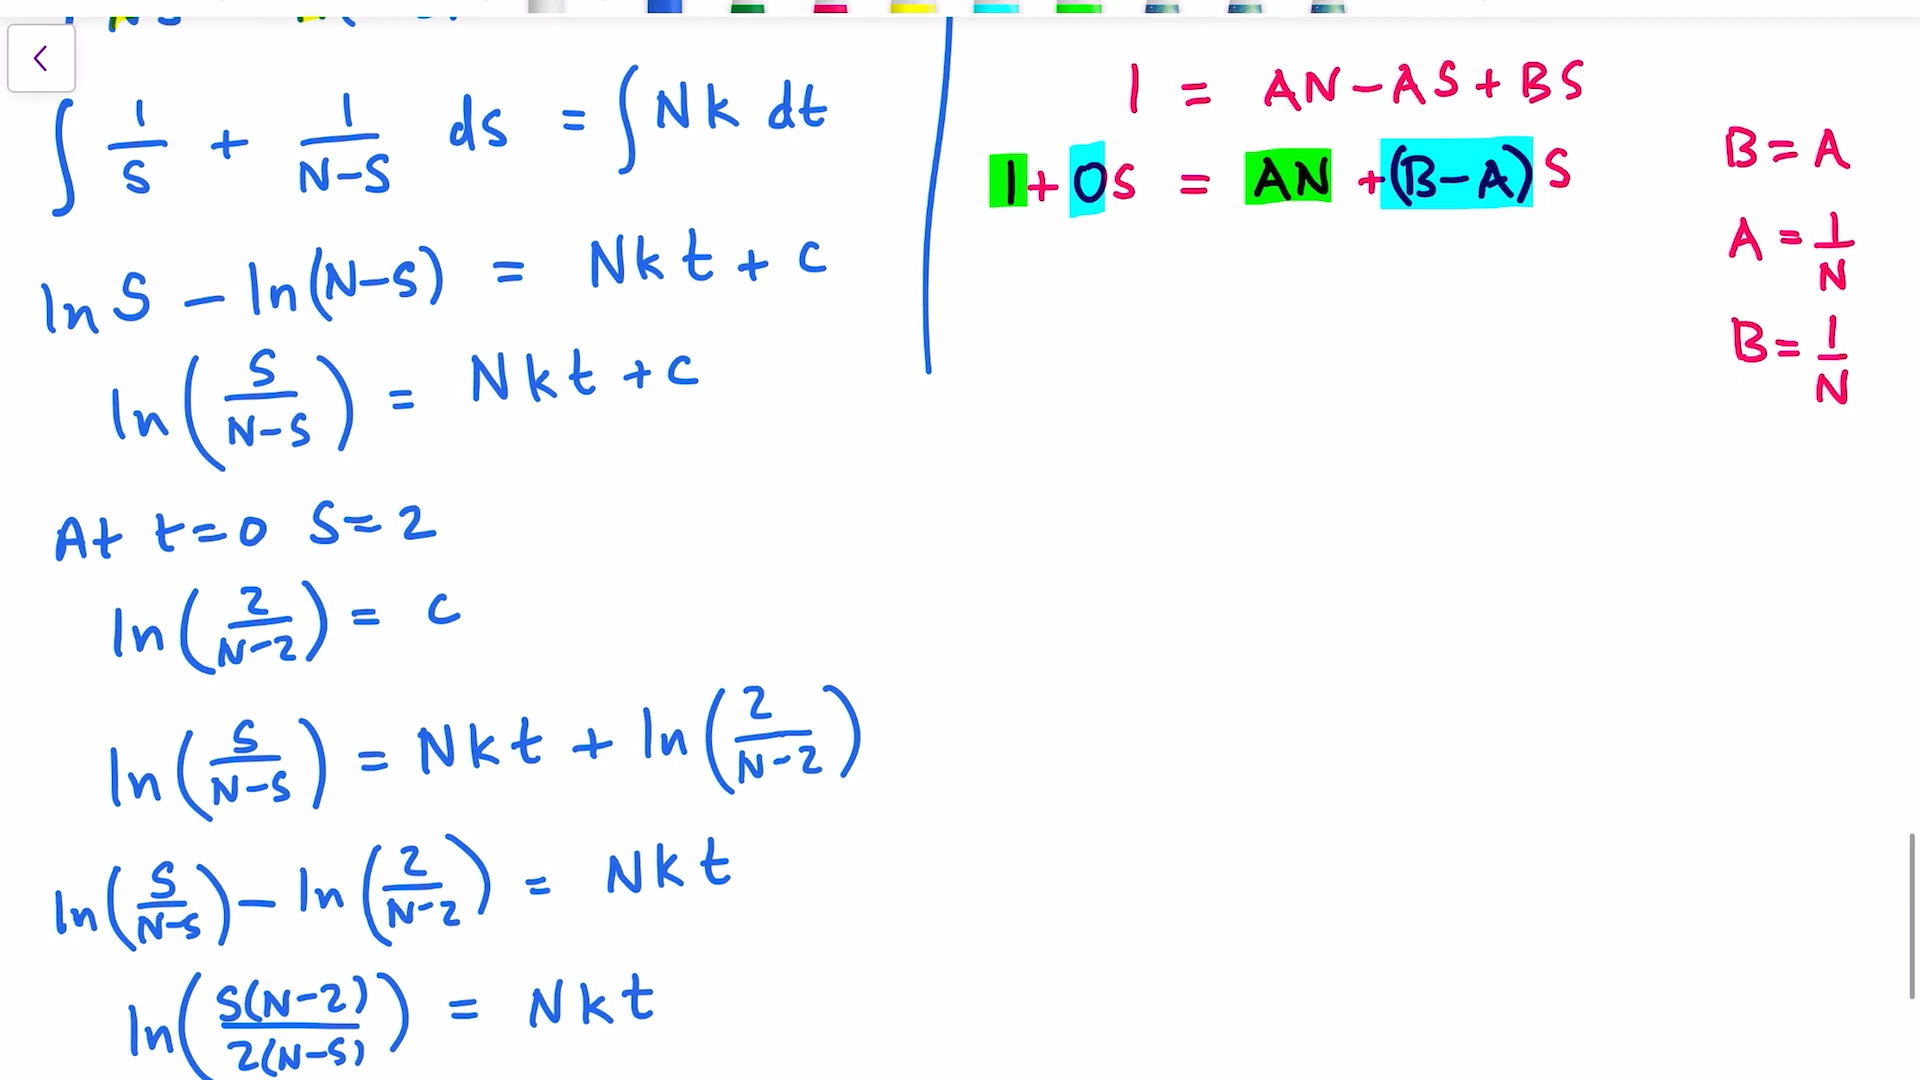 ∫ 1/S + 1/(N-S) ds = ∫ Nk dt
ln S - ln(N-S) = Nkt + c
ln(S/(N-S)) = Nkt + c
At t=0 S=2
ln(2/(N-2)) = c
ln(S/(N-S)) = Nkt + ln(2/(N-2))
ln(S/(N-S)) - ln(2/(N-2)) = Nkt
ln(S(N-2)/2(N-S)) = Nkt
1 = AN - AS + BS
1 + 0S = AN + (B-A)S
B = A
A = 1/N
B = 1/N